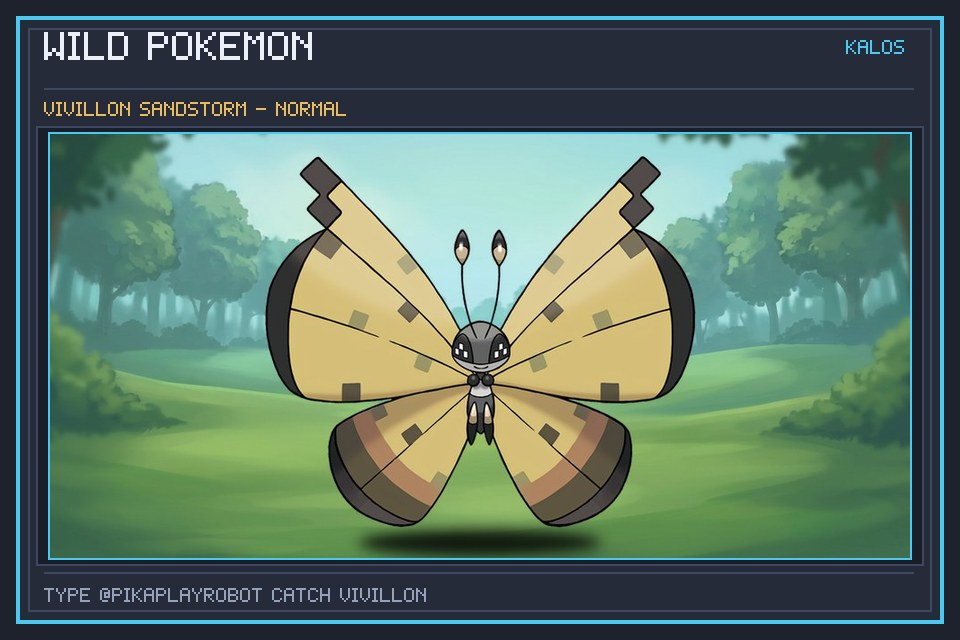 WILD POKEMON
KALOS
VIVILLON SANDSTORM - NORMAL
TYPE @PIKAPLAYROBOT CATCH VIVILLON